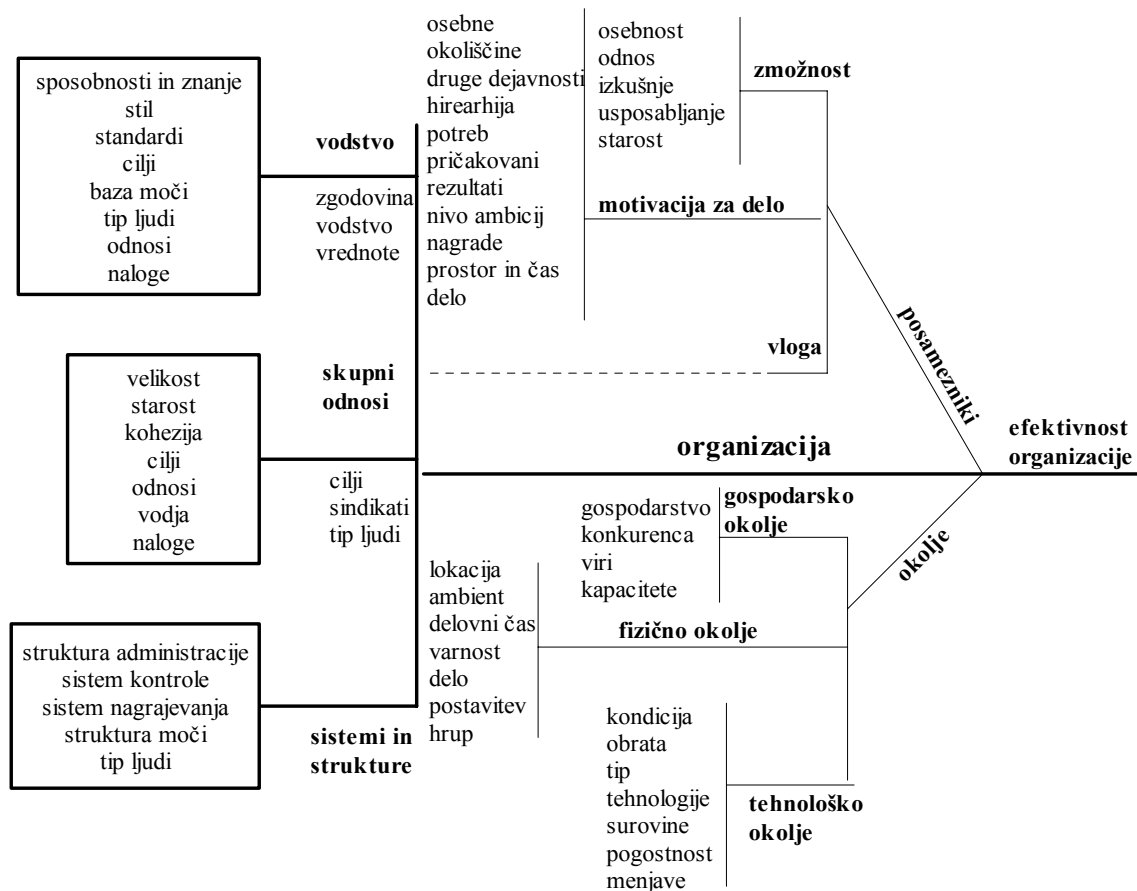 sposobnosti in znanje
stil
standardi
cilji
baza moči
tip ljudi
odnosi
naloge
vodstvo
zgodovina
vodstvo
vrednote
osebne
okoliščine
druge dejavnosti
hirearhija
potreb
pričakovani
rezultati
nivo ambicij
nagrade
prostor in čas
delo
osebnost
odnos
izkušnje
usposabljanje
starost
zmožnost
motivacija za delo
vloga
posamezniki
velikost
starost
kohezija
cilji
odnosi
vodja
naloge
skupni
odnosi
cilji
sindikati
tip ljudi
organizacija
efektivnost
organizacije
gospodarstvo
konkurenca
viri
kapacitete
gospodarsko
okolje
okolje
lokacija
ambient
delovni čas
varnost
delo
postavitev
hrup
fizično okolje
struktura administracije
sistem kontrole
sistem nagrajevanja
struktura moči
tip ljudi
sistemi in
strukture
kondicija
obrata
tip
tehnologije
surovine
pogostnost
menjave
tehnološko
okolje